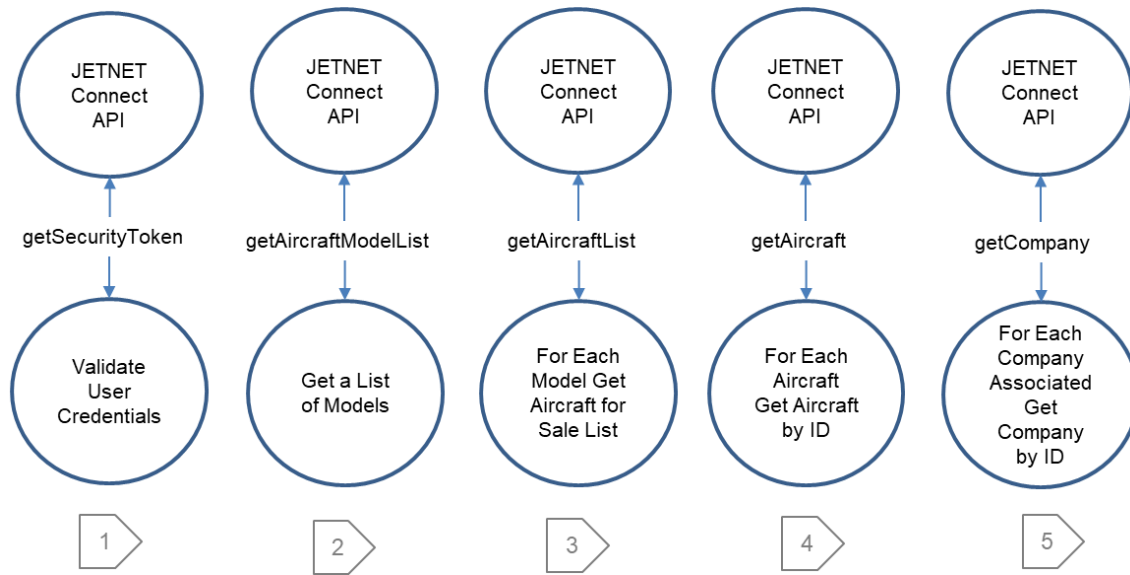 JETNET
Connect
API
JETNET
Connect
API
JETNET
Connect
API
JETNET
Connect
API
JETNET
Connect
API
getSecurityToken
getAircraftModelList
getAircraftList
getAircraft
getCompany
Validate
User
Credentials
Get a List
of Models
For Each
Model Get
Aircraft for
Sale List
For Each
Aircraft
Get Aircraft
by ID
For Each
Company
Associated
Get
Company
by ID
1
2
3
4
5